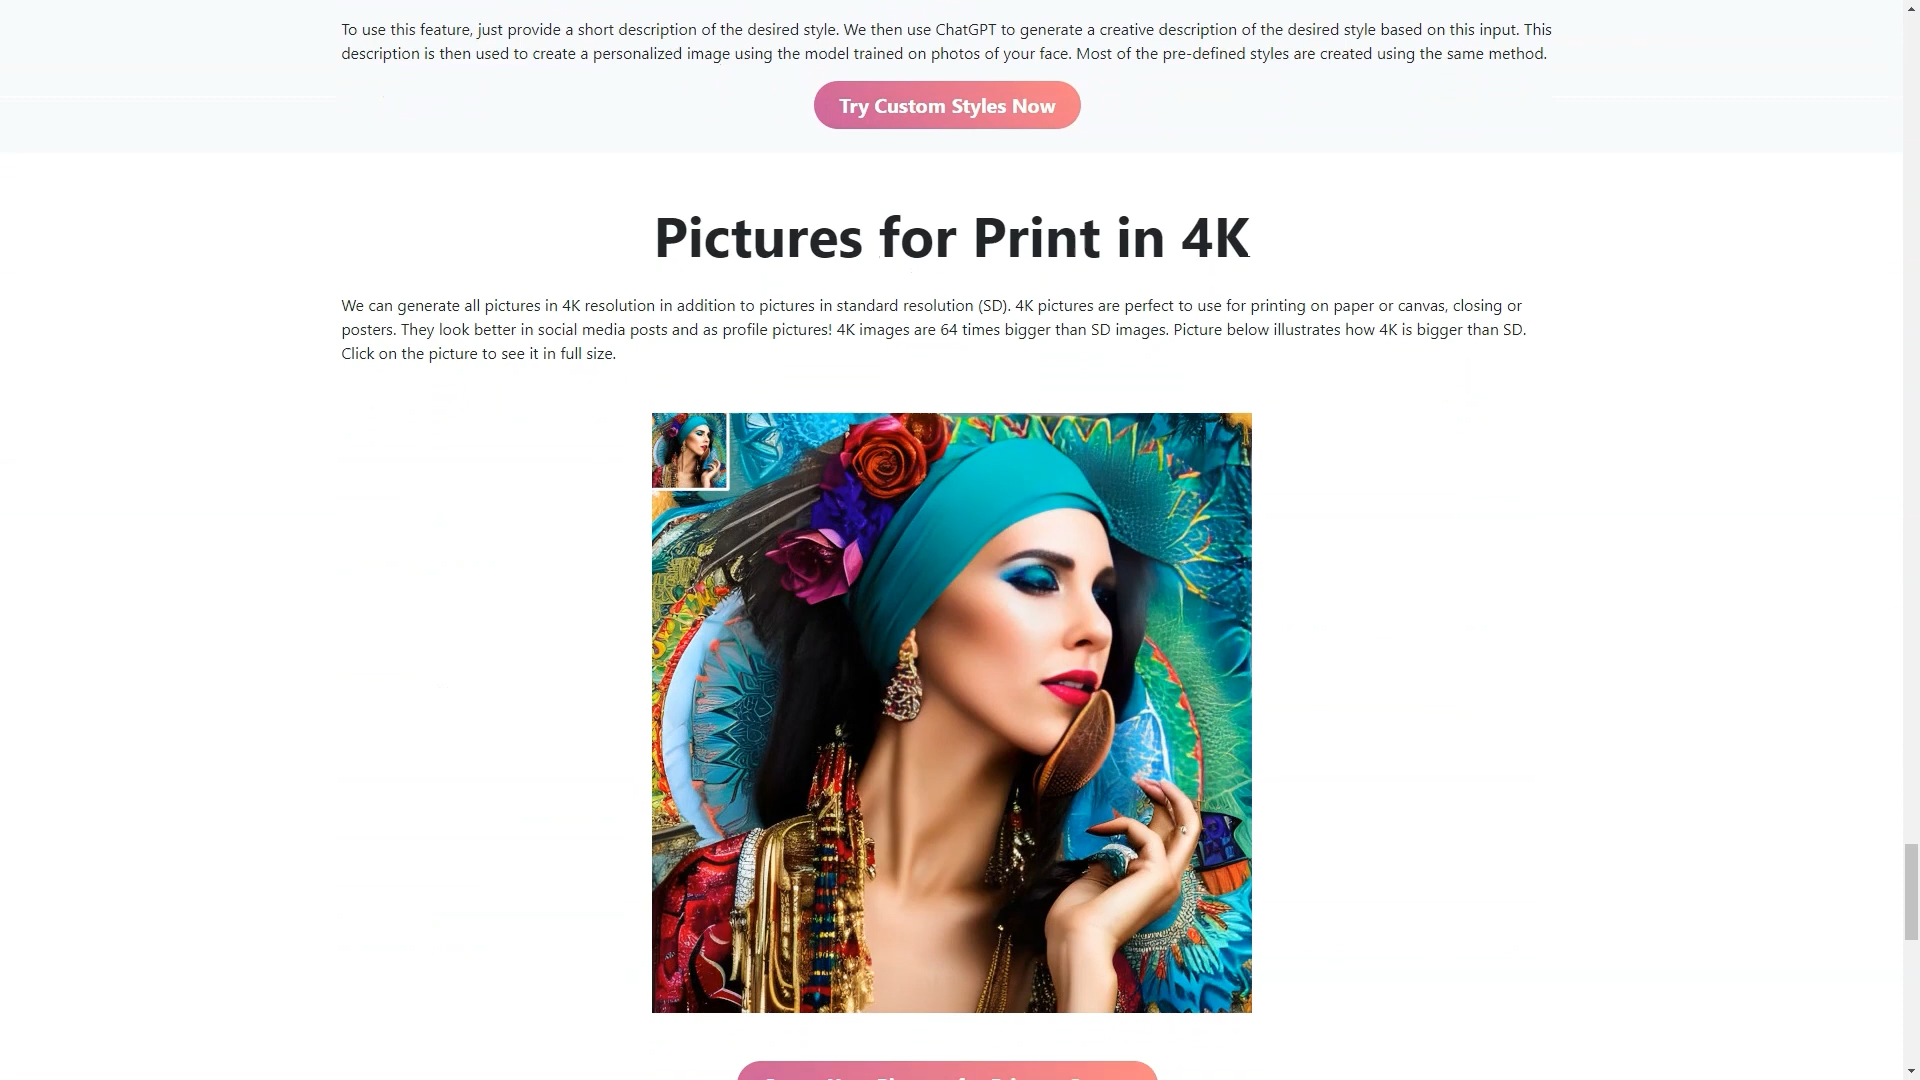 To use this feature, just provide a short description of the desired style. We then use ChatGPT to generate a creative description of the desired style based on this input. This
description is then used to create a personalized image using the model trained on photos of your face. Most of the pre-defined styles are created using the same method.
Try Custom Styles Now
Pictures for Print in 4K
We can generate all pictures in 4K resolution in addition to pictures in standard resolution (SD). 4K pictures are perfect to use for printing on paper or canvas, closing or
posters. They look better in social media posts and as profile pictures! 4K images are 64 times bigger than SD images. Picture below illustrates how 4K is bigger than SD.
Click on the picture to see it in full size.